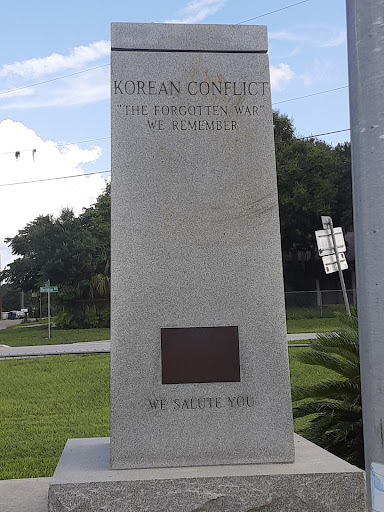 KOREAN CONFLICT
"THE FORGOTTEN WAR"
WE REMEMBER
WE SALUTE YOU